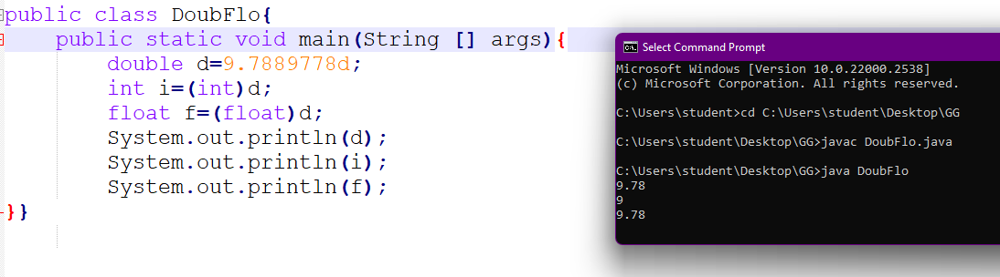 public class DoubFlo{
public static void main(String [] args){
double d=9.7889778d;
int i=(int)d;
float f=(float)d;
System.out.println(d);
System.out.println(i);
System.out.println(f);
}}
Select Command Prompt
Microsoft Windows [Version 10.0.22000.2538]
(c) Microsoft Corporation. All rights reserved.
C:\Users\student>cd C:\Users\student\Desktop\GG
C:\Users\student\Desktop\GG>javac DoubFlo.java
C:\Users\student\Desktop\GG>java DoubFlo
9.78
9
9.78